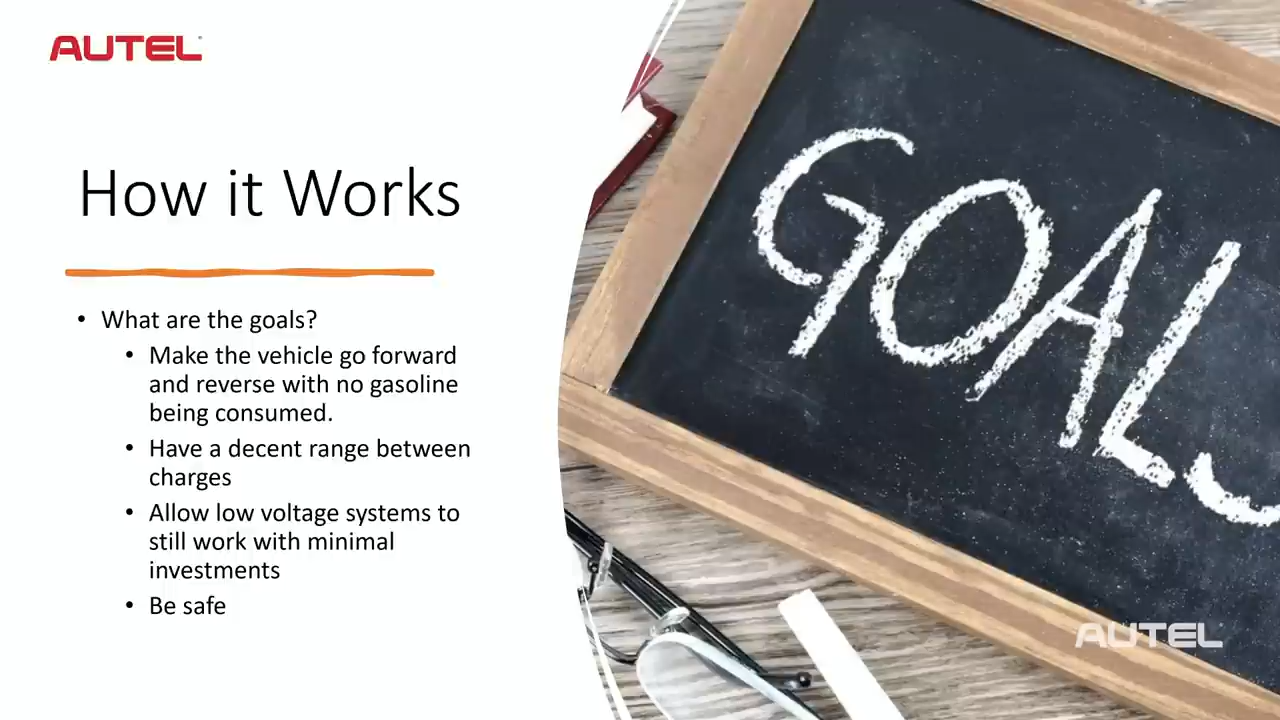 AUTEL
How it Works
• What are the goals?
• Make the vehicle go forward
and reverse with no gasoline
being consumed.
• Have a decent range between
charges
• Allow low voltage systems to
still work with minimal
investments
• Be safe
GOALS
AUTEL